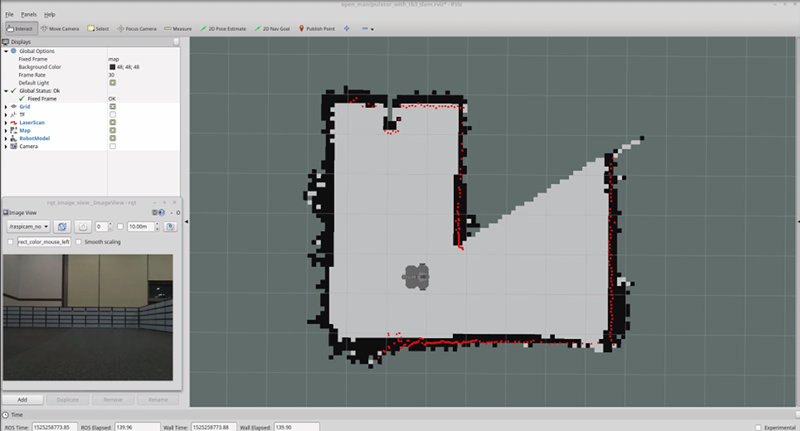 open_manipulator_with_tb3_slam.rviz* - RViz
File Panels Help
Interact Move Camera Select Focus Camera Measure 2D Pose Estimate 2D Nav Goal Publish Point
Displays
Global Options
Fixed Frame map
Background Color 48; 48; 48
Frame Rate 30
Default Light
Global Status: Ok
Fixed Frame OK
Grid
TF
LaserScan
Map
RobotModel
Camera
rqt_image_view__ImageView - rqt
Image View
/raspicam_no 0 10.00m
rect_color_mouse_left Smooth scaling
Add Duplicate Remove Rename
Time
ROS Time: 1525258773.85 ROS Elapsed: 139.96 Wall Time: 1525258773.88 Wall Elapsed: 139.90 Experimental